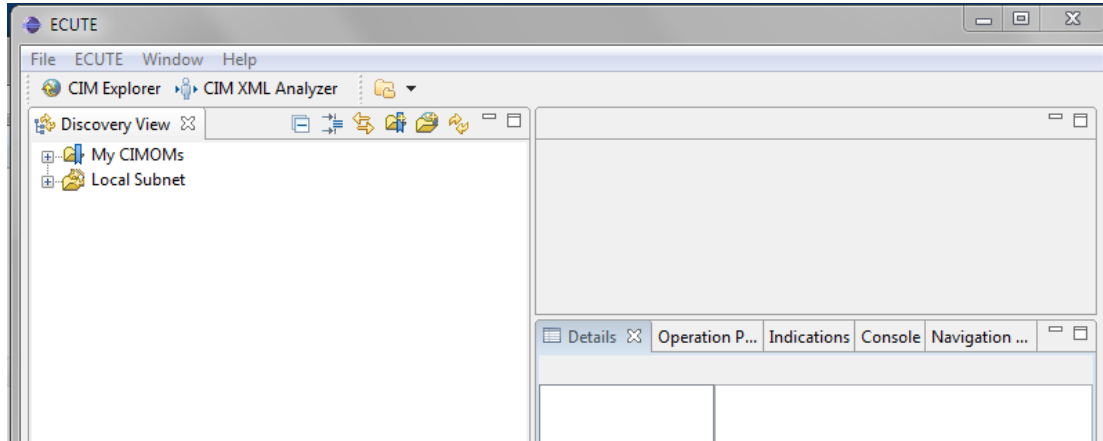 ECUTE
File ECUTE Window Help
CIM Explorer CIM XML Analyzer
Discovery View
My CIMOMs
Local Subnet
Details Operation P... Indications Console Navigation ...